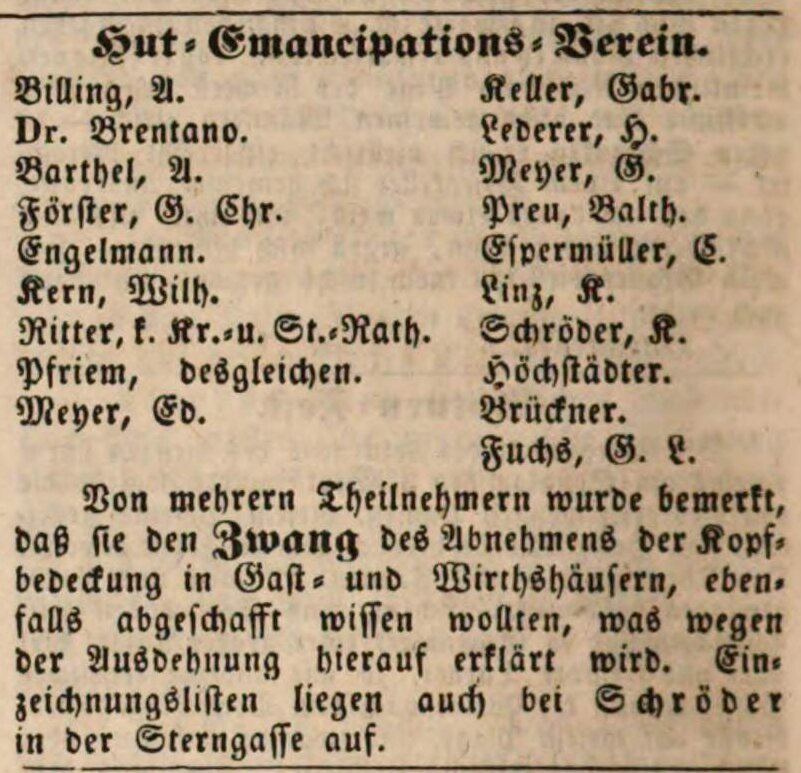 Hut-Emancipations-Verein.
Billing, A.
Dr. Brentano.
Barthel, A.
Förster, G. Chr.
Engelmann.
Kern, Wilh.
Ritter, k. Kr.-u. St.-Rath.
Pfriem, desgleichen.
Meyer, Ed.
Keller, Gabr.
Lederer, H.
Meyer, G.
Preu, Balth.
Espermüller, E.
Linz, K.
Schröder, K.
Höchstädter.
Brückner.
Fuchs, G. L.
Von mehrern Theilnehmern wurde bemerkt,
daß sie den Zwang des Abnehmens der Kopf-
bedeckung in Gast- und Wirthshäusern, eben-
falls abgeschafft wissen wollten, was wegen
der Ausdehnung hierauf erklärt wird. Ein-
zeichnungslisten liegen auch bei Schröder
in der Sterngasse auf.